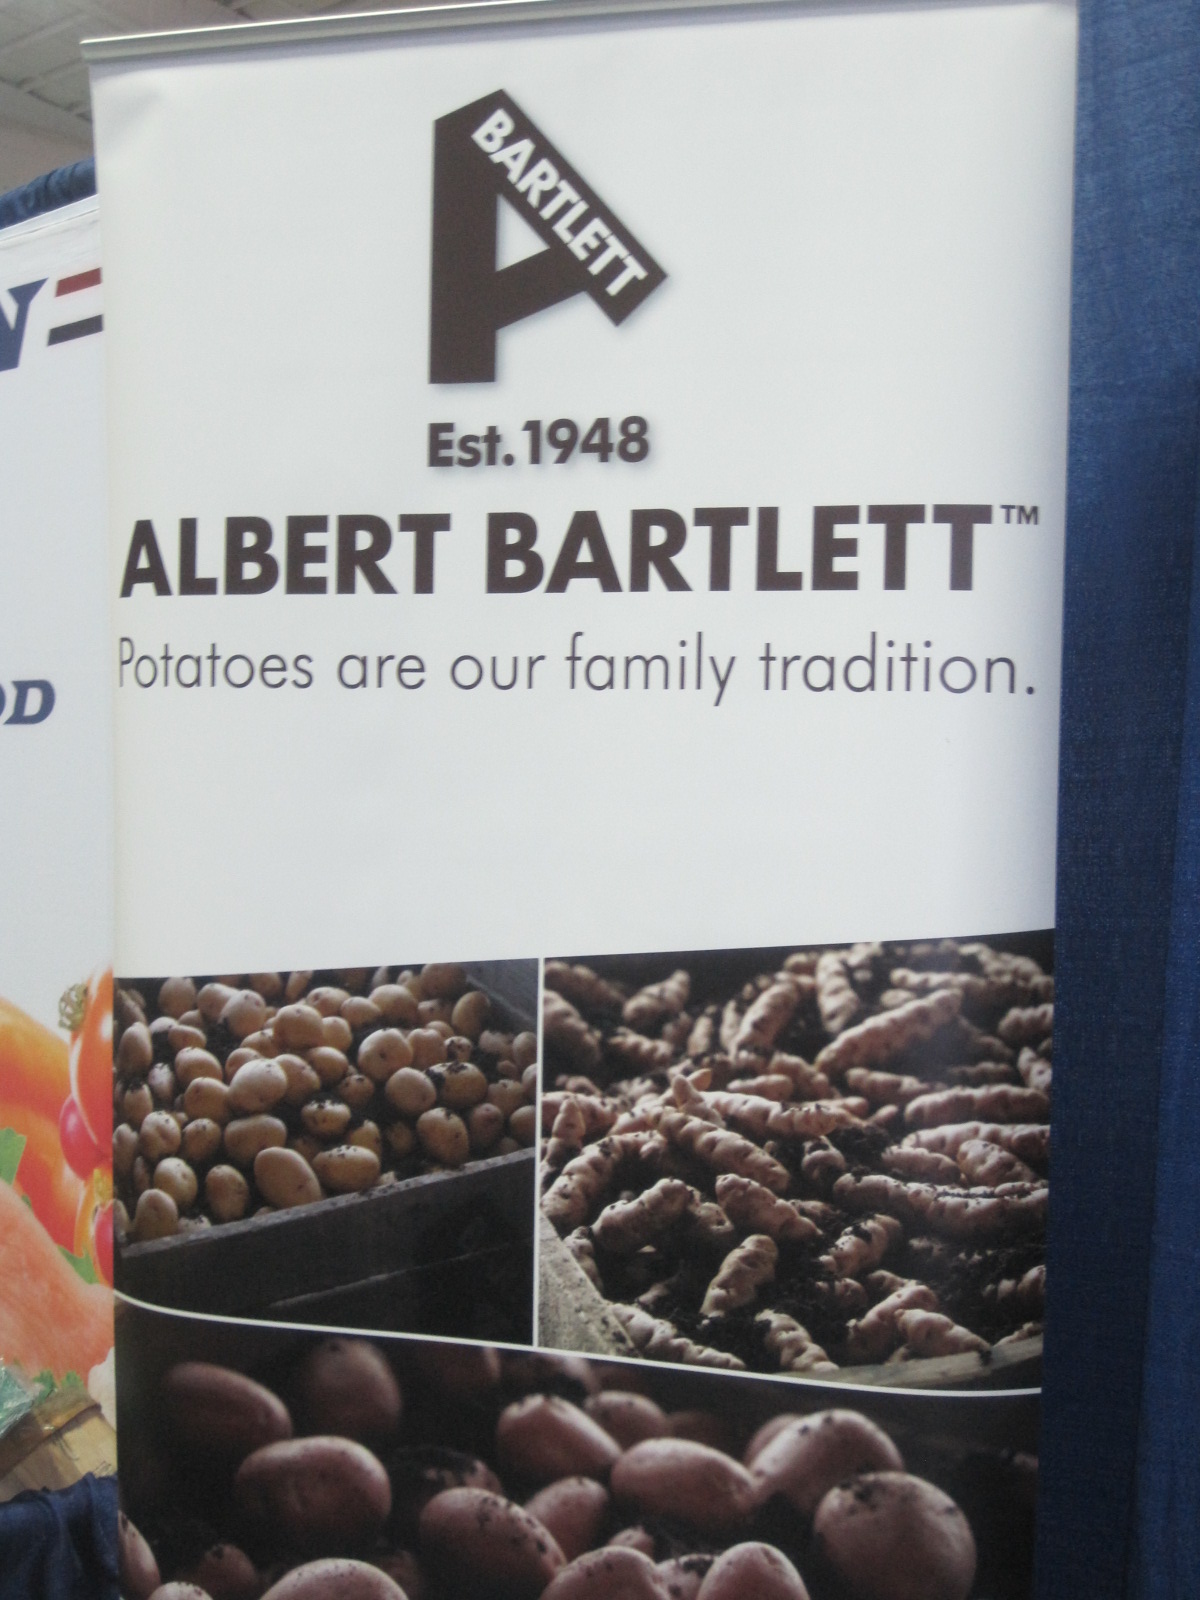 BARTLETT
Est. 1948
ALBERT BARTLETT™
Potatoes are our family tradition.